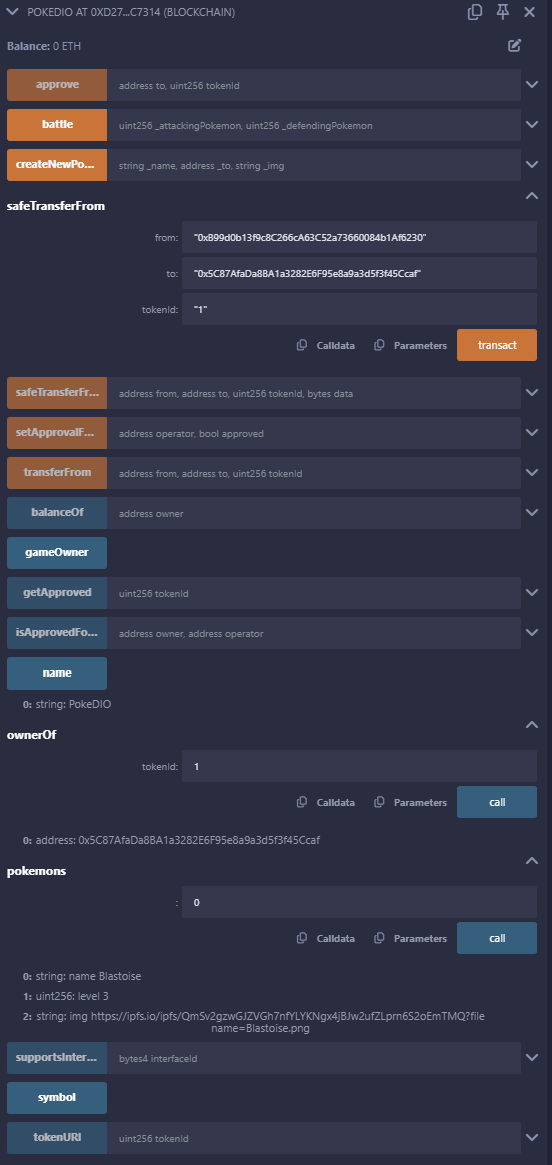 POKEDIO AT 0XD27...C7314 (BLOCKCHAIN)
Balance: 0 ETH
approve address to, uint256 tokenId
battle uint256 _attackingPokemon, uint256 _defendingPokemon
createNewPo... string _name, address _to, string _img
safeTransferFrom
from: "0xB99d0b13f9c8C266cA63C52a73660084b1Af6230"
to: "0x5C87AfaDa8BA1a3282E6F95e8a9a3d5f3f45Ccaf"
tokenId: "1"
Calldata Parameters transact
safeTransferFr... address from, address to, uint256 tokenId, bytes data
setApprovalF... address operator, bool approved
transferFrom address from, address to, uint256 tokenId
balanceOf address owner
gameOwner
getApproved uint256 tokenId
isApprovedFo... address owner, address operator
name
0: string: PokeDIO
ownerOf
tokenId: 1
Calldata Parameters call
0: address: 0x5C87AfaDa8BA1a3282E6F95e8a9a3d5f3f45Ccaf
pokemons
: 0
Calldata Parameters call
0: string: name Blastoise
1: uint256: level 3
2: string: img https://ipfs.io/ipfs/QmSv2gzwGJZVGh7nfYLYKNgx4jBJw2ufZLprn6S2oEmTMQ?file
name=Blastoise.png
supportsInter... bytes4 interfaceId
symbol
tokenURI uint256 tokenId